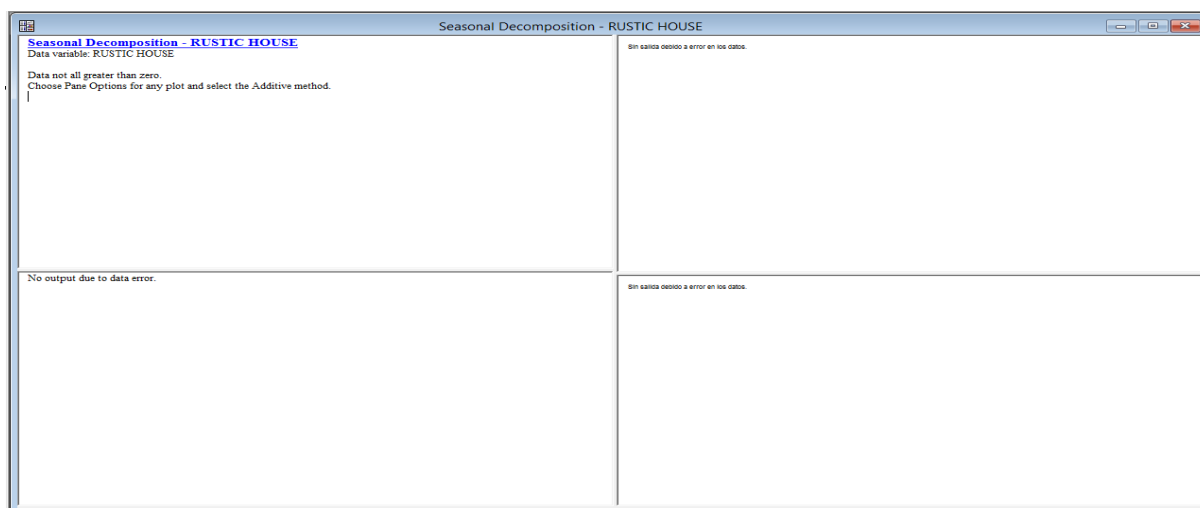 Seasonal Decomposition - RUSTIC HOUSE
Seasonal Decomposition - RUSTIC HOUSE
Data variable: RUSTIC HOUSE
Data not all greater than zero.
Choose Pane Options for any plot and select the Additive method.
Sin salida debido a error en los datos.
No output due to data error.
Sin salida debido a error en los datos.